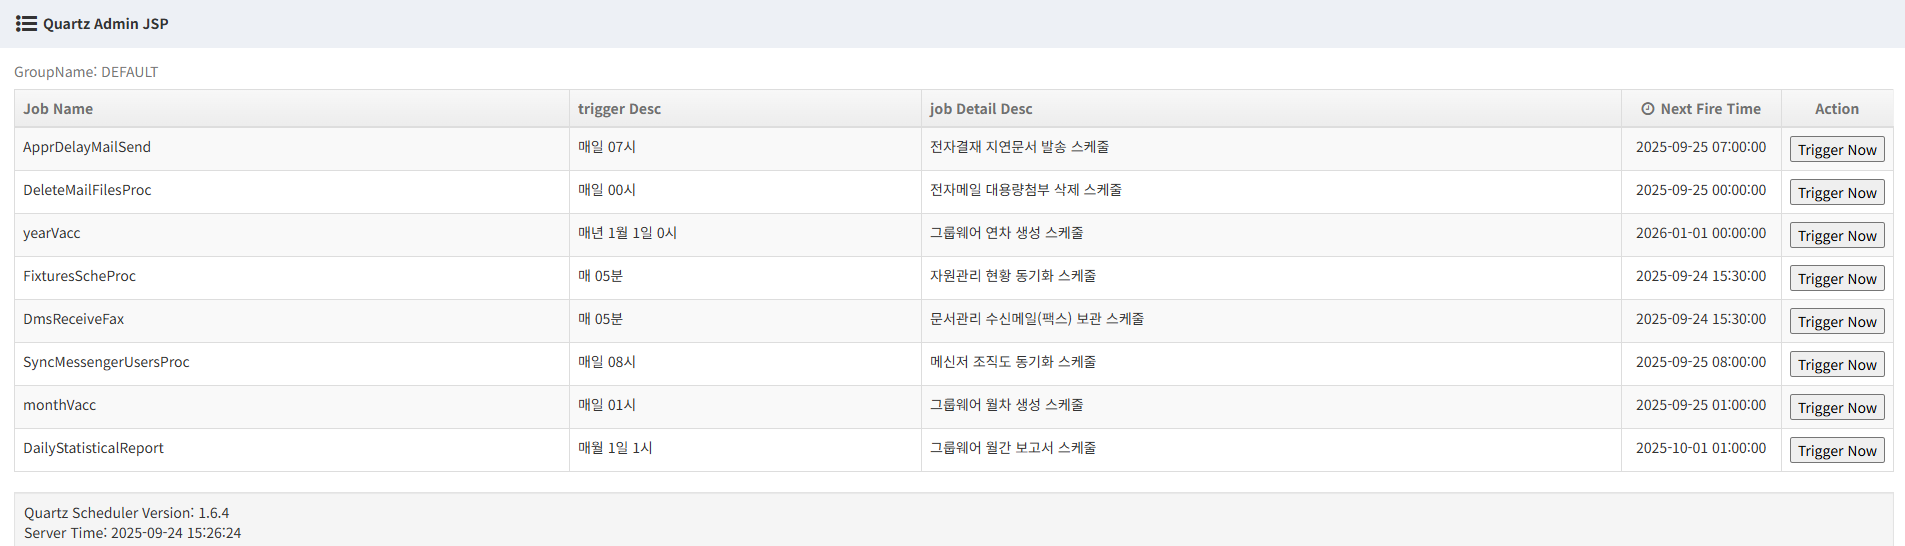 Quartz Admin JSP
GroupName: DEFAULT
Job Name trigger Desc job Detail Desc Next Fire Time Action
ApprDelayMailSend 매일 07시 전자결재 지연문서 발송 스케줄 2025-09-25 07:00:00 Trigger Now
DeleteMailFilesProc 매일 00시 전자메일 대용량첨부 삭제 스케줄 2025-09-25 00:00:00 Trigger Now
yearVacc 매년 1월 1일 0시 그룹웨어 연차 생성 스케줄 2026-01-01 00:00:00 Trigger Now
FixturesScheProc 매 05분 자원관리 현황 동기화 스케줄 2025-09-24 15:30:00 Trigger Now
DmsReceiveFax 매 05분 문서관리 수신메일(팩스) 보관 스케줄 2025-09-24 15:30:00 Trigger Now
SyncMessengerUsersProc 매일 08시 메신저 조직도 동기화 스케줄 2025-09-25 08:00:00 Trigger Now
monthVacc 매일 01시 그룹웨어 월차 생성 스케줄 2025-09-25 01:00:00 Trigger Now
DailyStatisticalReport 매월 1일 1시 그룹웨어 월간 보고서 스케줄 2025-10-01 01:00:00 Trigger Now
Quartz Scheduler Version: 1.6.4
Server Time: 2025-09-24 15:26:24